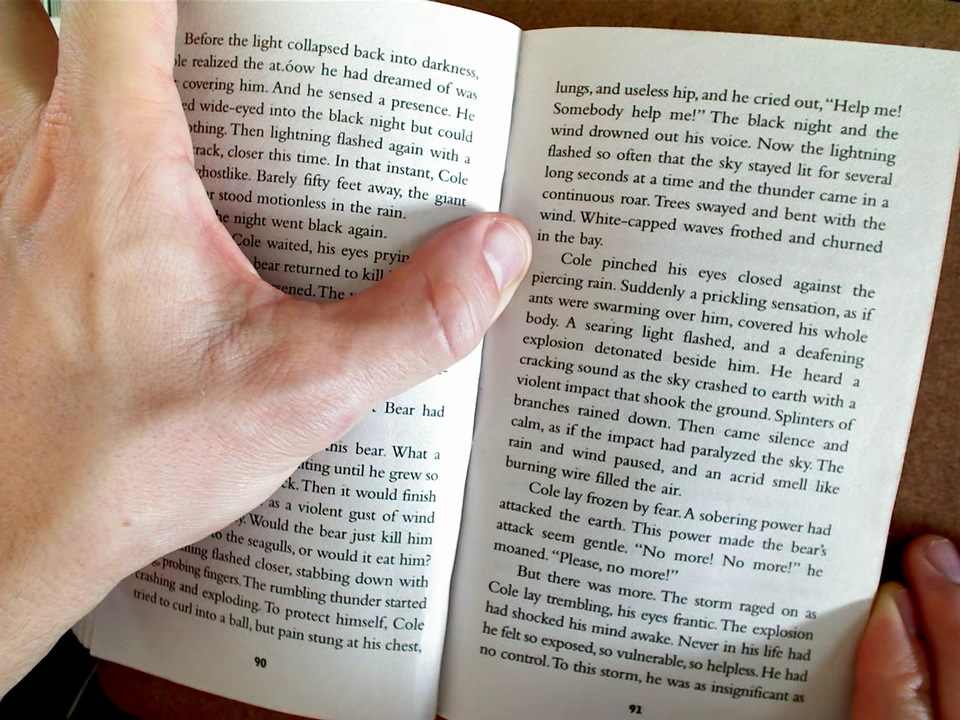 Before the light collapsed back into darkness,
realized the at.óow he had dreamed of was
covering him. And he sensed a presence. He
wide-eyed into the black night but could
Then lightning flashed again with a
closer this time. In that instant, Cole
ghostlike. Barely fifty feet away, the giant
stood motionless in the rain.
he night went black again.
Cole waited, his eyes
bear returned to kill
The
Bear had
this bear. What a
until he grew so
Then it would finish
as a violent gust of wind
Would the bear just kill him
to the seagulls, or would it eat him?
flashed closer, stabbing down with
probing fingers. The rumbling thunder started
crashing and exploding. To protect himself, Cole
tried to curl into a ball, but pain stung at his chest,
90
lungs, and useless hip, and he cried out, “Help me!
Somebody help me!” The black night and the
wind drowned out his voice. Now the lightning
flashed so often that the sky stayed lit for several
long seconds at a time and the thunder came in a
continuous roar. Trees swayed and bent with the
wind. White-capped waves frothed and churned
in the bay.
Cole pinched his eyes closed against the
piercing rain. Suddenly a prickling sensation, as if
ants were swarming over him, covered his whole
body. A searing light flashed, and a deafening
explosion detonated beside him. He heard a
cracking sound as the sky crashed to earth with a
violent impact that shook the ground. Splinters of
branches rained down. Then came silence and
calm, as if the impact had paralyzed the sky. The
rain and wind paused, and an acrid smell like
burning wire filled the air.
Cole lay frozen by fear. A sobering power had
attacked the earth. This power made the bear’s
attack seem gentle. “No more! No more!” he
moaned. “Please, no more!”
But there was more. The storm raged on as
Cole lay trembling, his eyes frantic. The explosion
had shocked his mind awake. Never in his life had
he felt so exposed, so vulnerable, so helpless. He had
no control. To this storm, he was as insignificant as
91